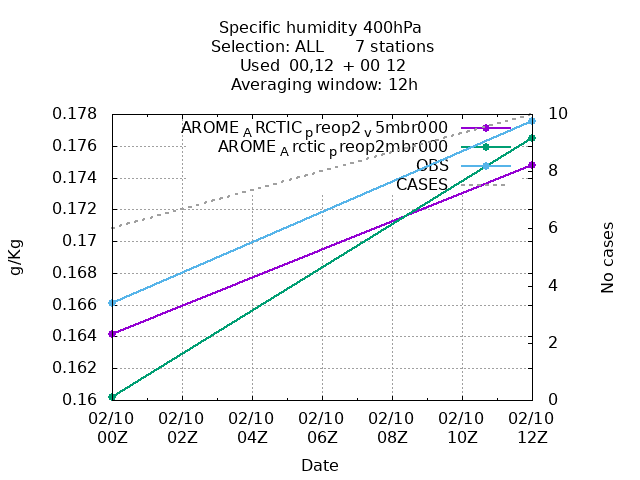 Specific humidity 400hPa
Selection: ALL 7 stations
Used 00,12 + 00 12
Averaging window: 12h
0.178
0.176
0.174
0.172
0.17
0.168
0.166
0.164
0.162
0.16
g/Kg
AROME_ARCTIC_preop2_v5mbr000
AROME_Arctic_preop2mbr000
OBS
CASES
10
8
6
4
2
0
No cases
02/10 02/10 02/10 02/10 02/10 02/10 02/10
00Z 02Z 04Z 06Z 08Z 10Z 12Z
Date